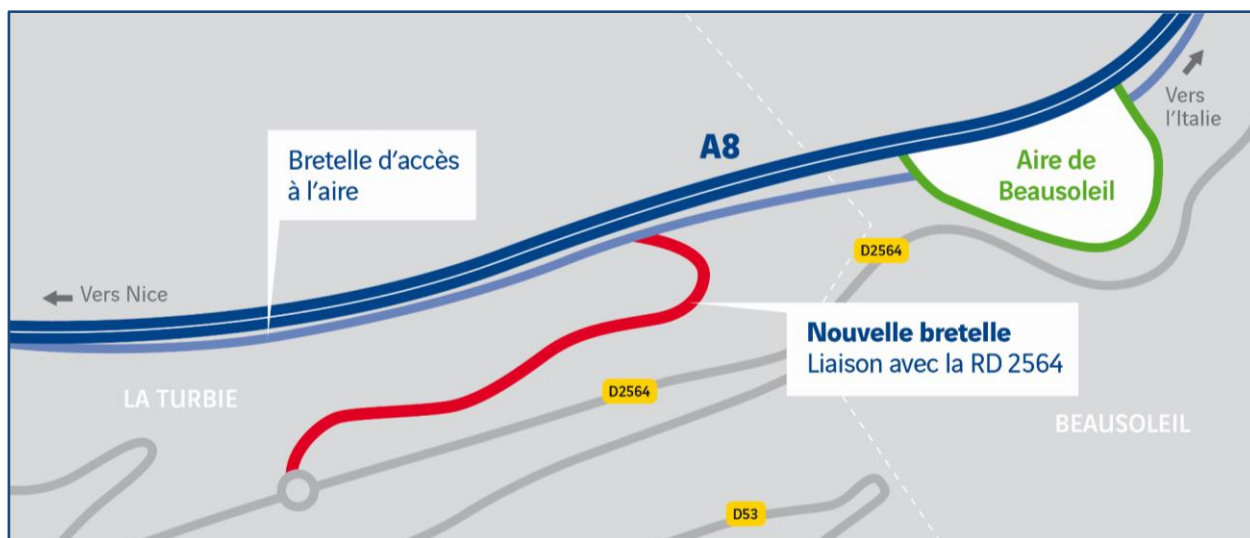 A8
Vers
l'Italie
Bretelle d'accès
à l'aire
Aire de
Beausoleil
D2564
Vers Nice
Nouvelle bretelle
Liaison avec la RD 2564
LA TURBIE
D2564
BEAUSOLEIL
D53